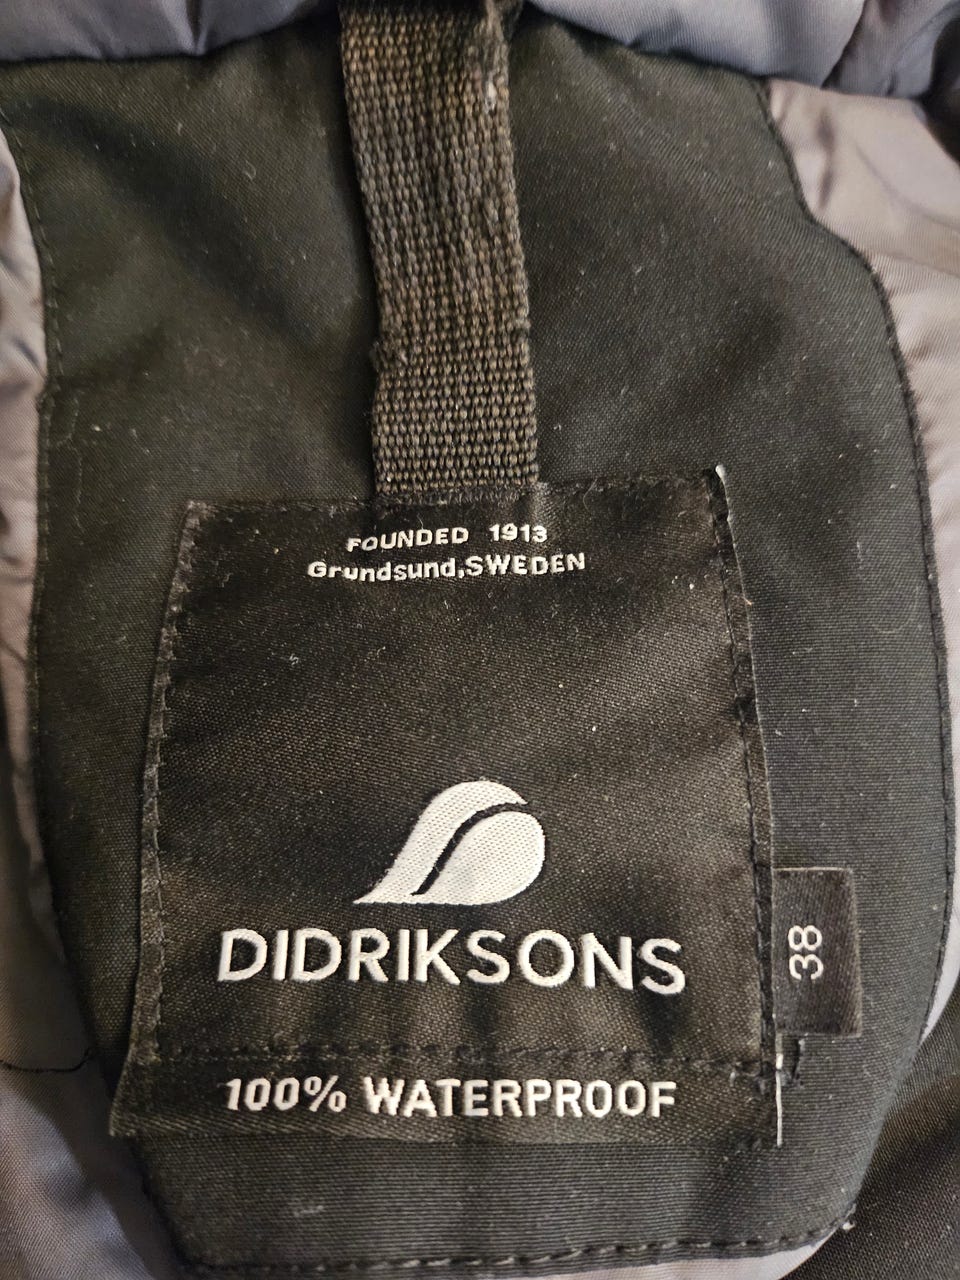 FOUNDED 1913
Grundsund,SWEDEN
DIDRIKSONS
38
100% WATERPROOF